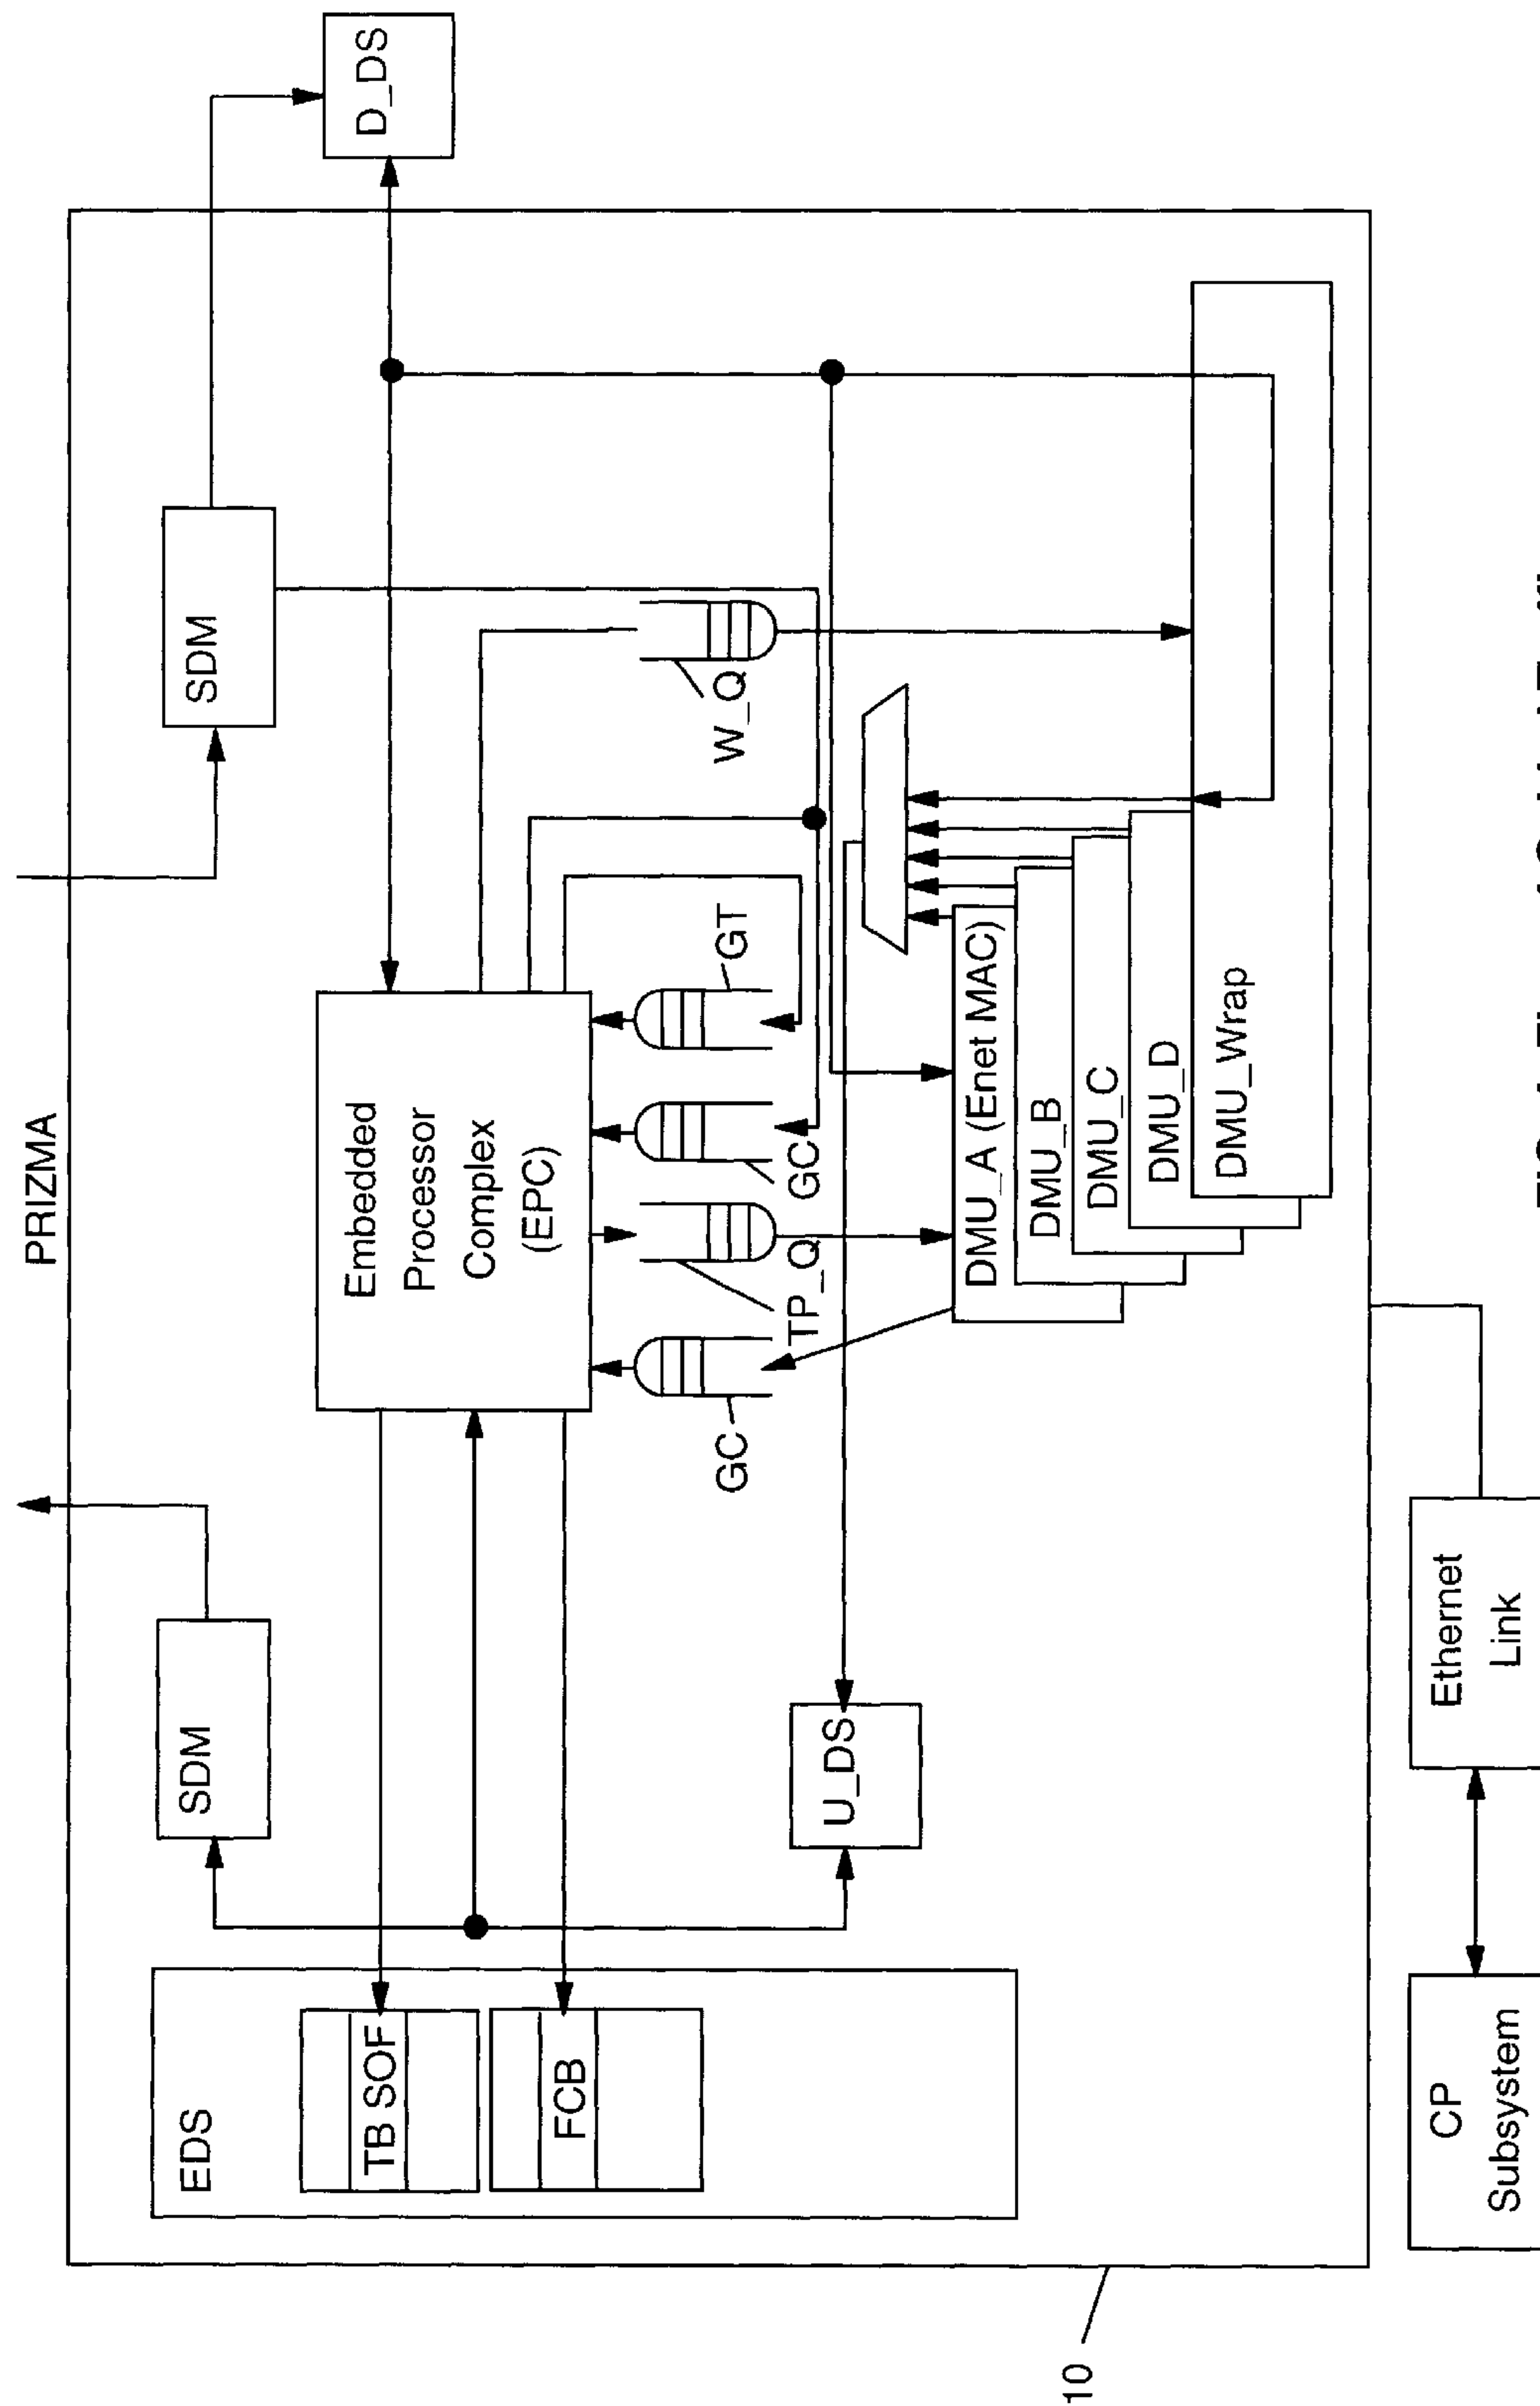 PRIZMA
EDS
TB SOF
FCB
SDM
U_DS
Embedded
Processor
Complex
(EPC)
GC
TP_Q
GC
GT
SDM
W_Q
D_DS
DMU_A (Enet MAC)
DMU_B
DMU_C
DMU_D
DMU_Wrap
10
CP
Subsystem
Ethernet
Link